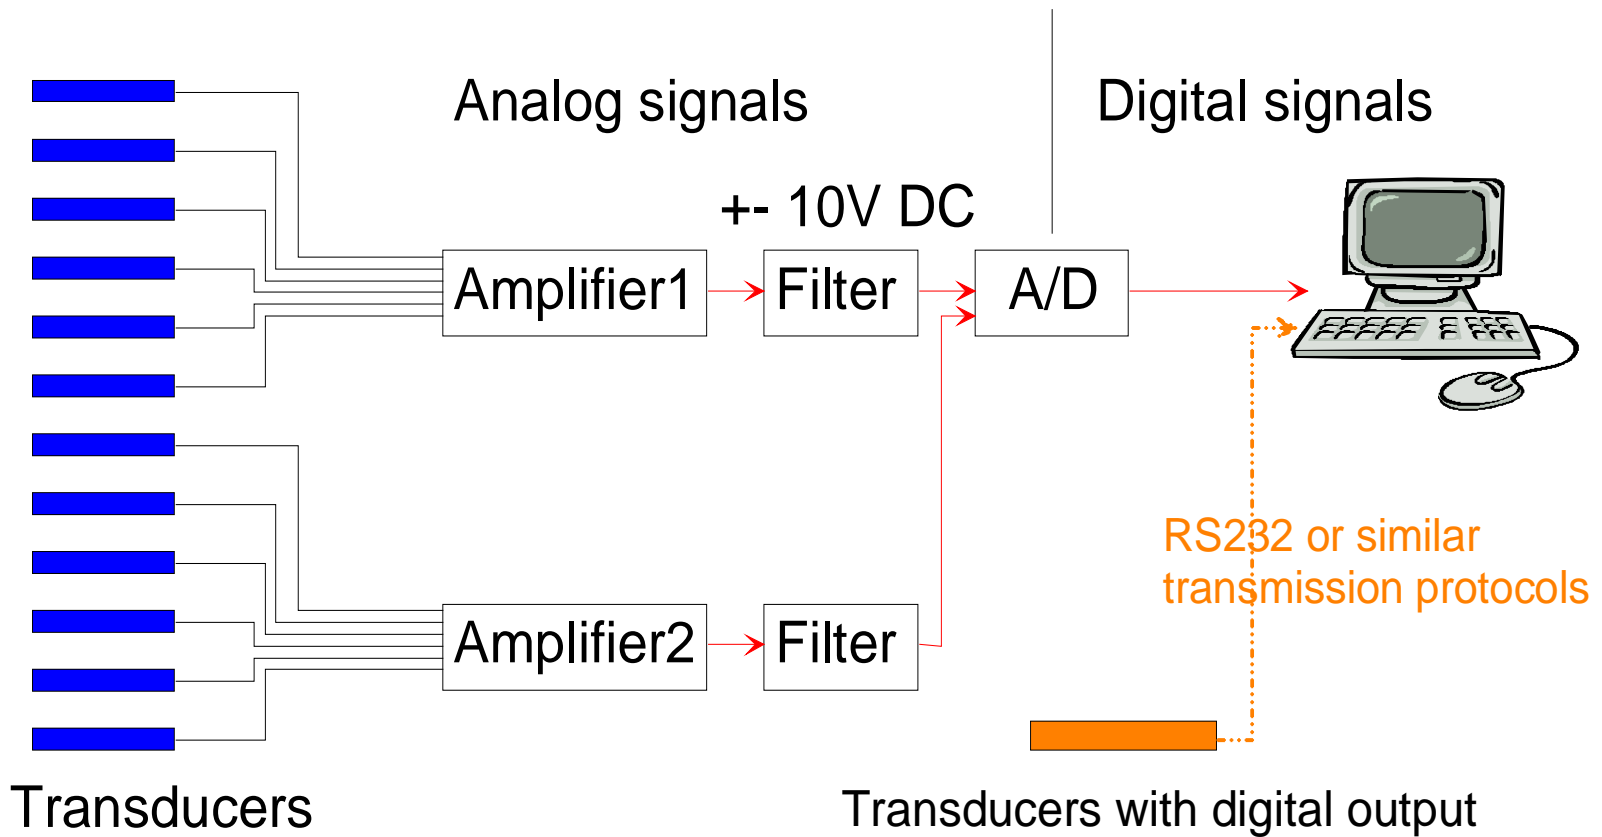 Analog signals
Digital signals
+- 10V DC
Amplifier1
Filter
A/D
RS232 or similar
transmission protocols
Amplifier2
Filter
Transducers
Transducers with digital output